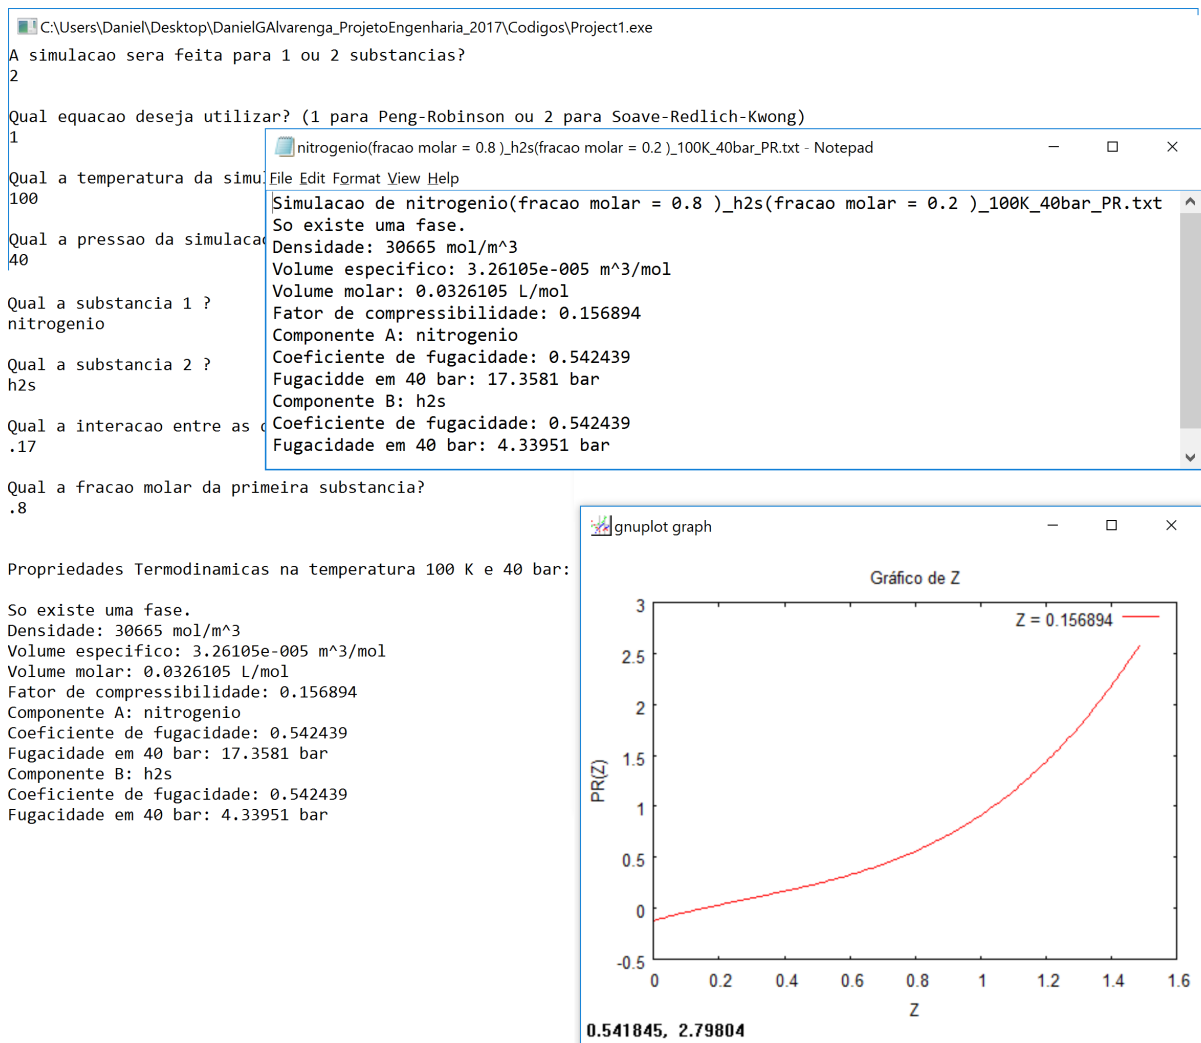 C:\Users\Daniel\Desktop\DanielGAlvarenga_ProjetoEngenharia_2017\Codigos\Project1.exe
A simulacao sera feita para 1 ou 2 substancias?
2
Qual equacao deseja utilizar? (1 para Peng-Robinson ou 2 para Soave-Redlich-Kwong)
1
Qual a temperatura da simul
100
Qual a pressao da simulacao
40
Qual a substancia 1 ?
nitrogenio
Qual a substancia 2 ?
h2s
Qual a interacao entre as
.17
Qual a fracao molar da primeira substancia?
.8
Propriedades Termodinamicas na temperatura 100 K e 40 bar:
So existe uma fase.
Densidade: 30665 mol/m^3
Volume especifico: 3.26105e-005 m^3/mol
Volume molar: 0.0326105 L/mol
Fator de compressibilidade: 0.156894
Componente A: nitrogenio
Coeficiente de fugacidade: 0.542439
Fugacidade em 40 bar: 17.3581 bar
Componente B: h2s
Coeficiente de fugacidade: 0.542439
Fugacidade em 40 bar: 4.33951 bar
nitrogenio(fracao molar = 0.8 )_h2s(fracao molar = 0.2 )_100K_40bar_PR.txt - Notepad
File Edit Format View Help
Simulacao de nitrogenio(fracao molar = 0.8 )_h2s(fracao molar = 0.2 )_100K_40bar_PR.txt
So existe uma fase.
Densidade: 30665 mol/m^3
Volume especifico: 3.26105e-005 m^3/mol
Volume molar: 0.0326105 L/mol
Fator de compressibilidade: 0.156894
Componente A: nitrogenio
Coeficiente de fugacidade: 0.542439
Fugacidde em 40 bar: 17.3581 bar
Componente B: h2s
Coeficiente de fugacidade: 0.542439
Fugacidade em 40 bar: 4.33951 bar
gnuplot graph
Gráfico de Z
Z = 0.156894
3
2.5
2
1.5
1
0.5
0
-0.5
PR(Z)
0 0.2 0.4 0.6 0.8 1 1.2 1.4 1.6
Z
0.541845, 2.79804